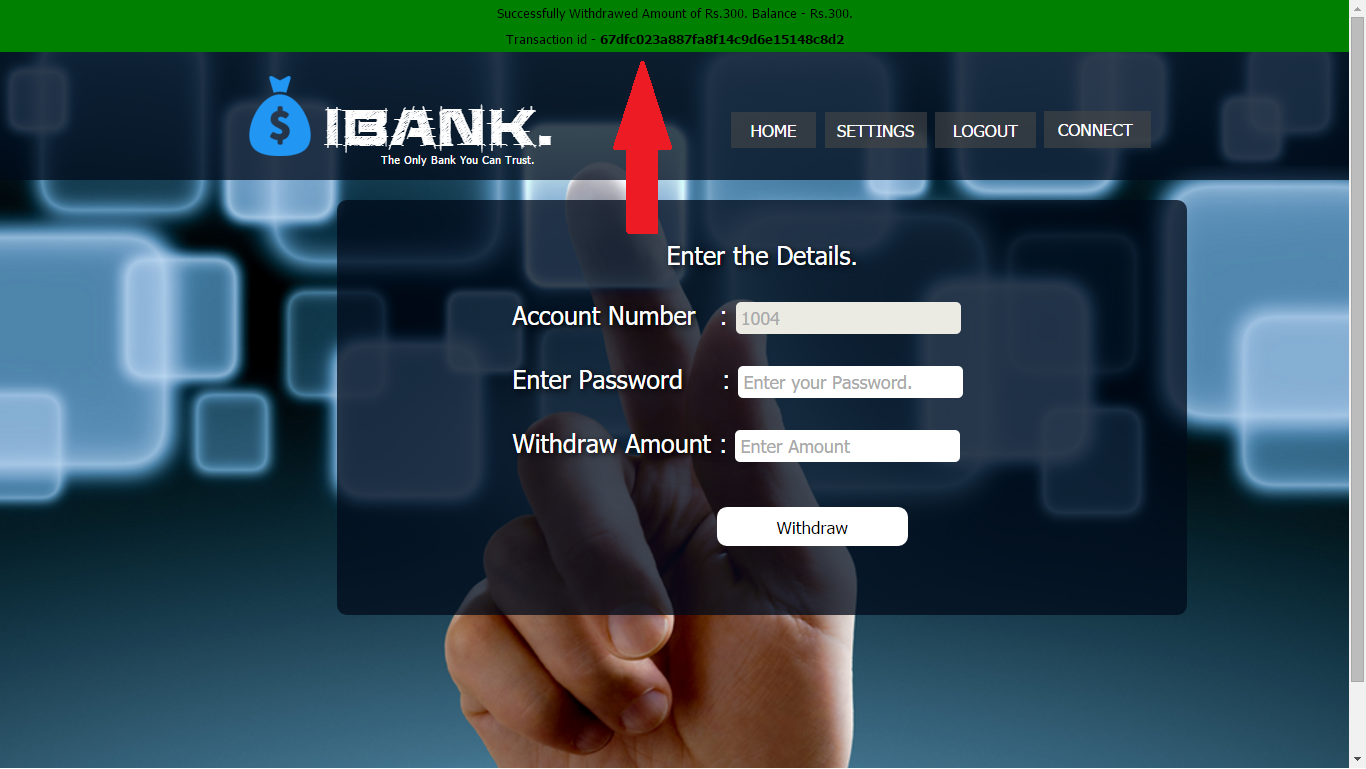 Successfully Withdrawed Amount of Rs.300. Balance - Rs.300.
Transaction id - 67dfc023a887fa8f14c9d6e15148c8d2
$
IBANK.
The Only Bank You Can Trust.
HOME SETTINGS LOGOUT CONNECT
Enter the Details.
Account Number : 1004
Enter Password : Enter your Password.
Withdraw Amount : Enter Amount
Withdraw